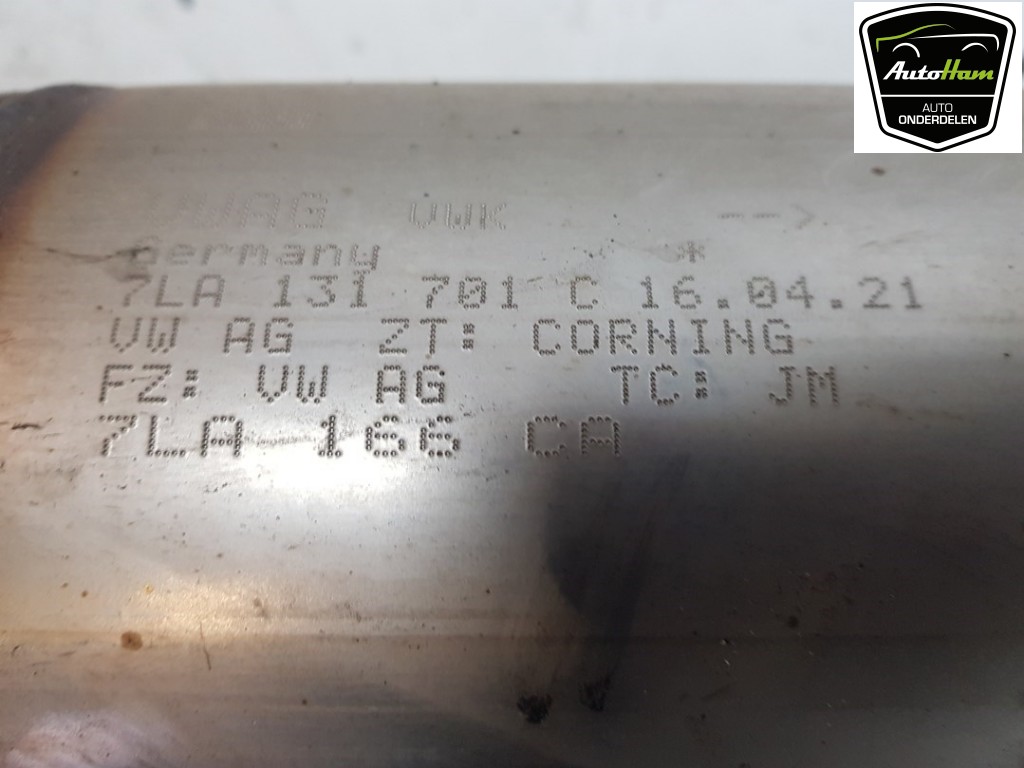 AutoHam
AUTO
ONDERDELEN
VAG VWK -->
Germany *
7LA 131 701 C 16.04.21
VW AG ZT: CORNING
FZ: VW AG TC: JM
7LA 166 CA